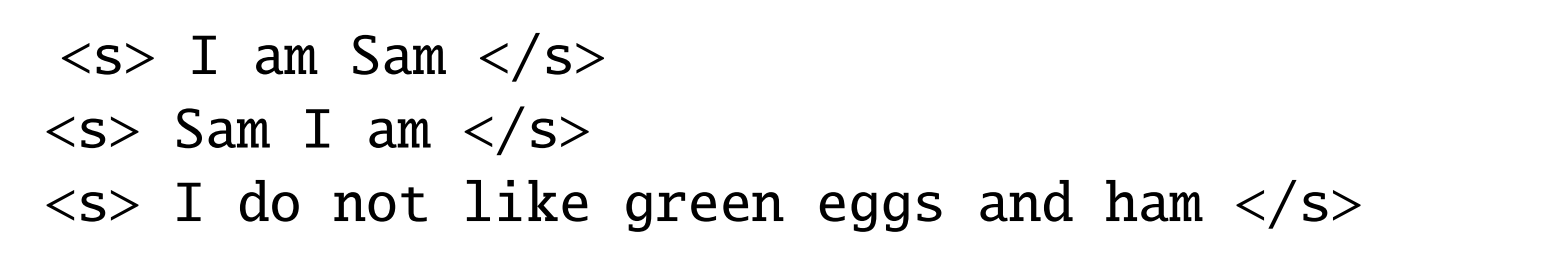 <s> I am Sam </s>
<s> Sam I am </s>
<s> I do not like green eggs and ham </s>